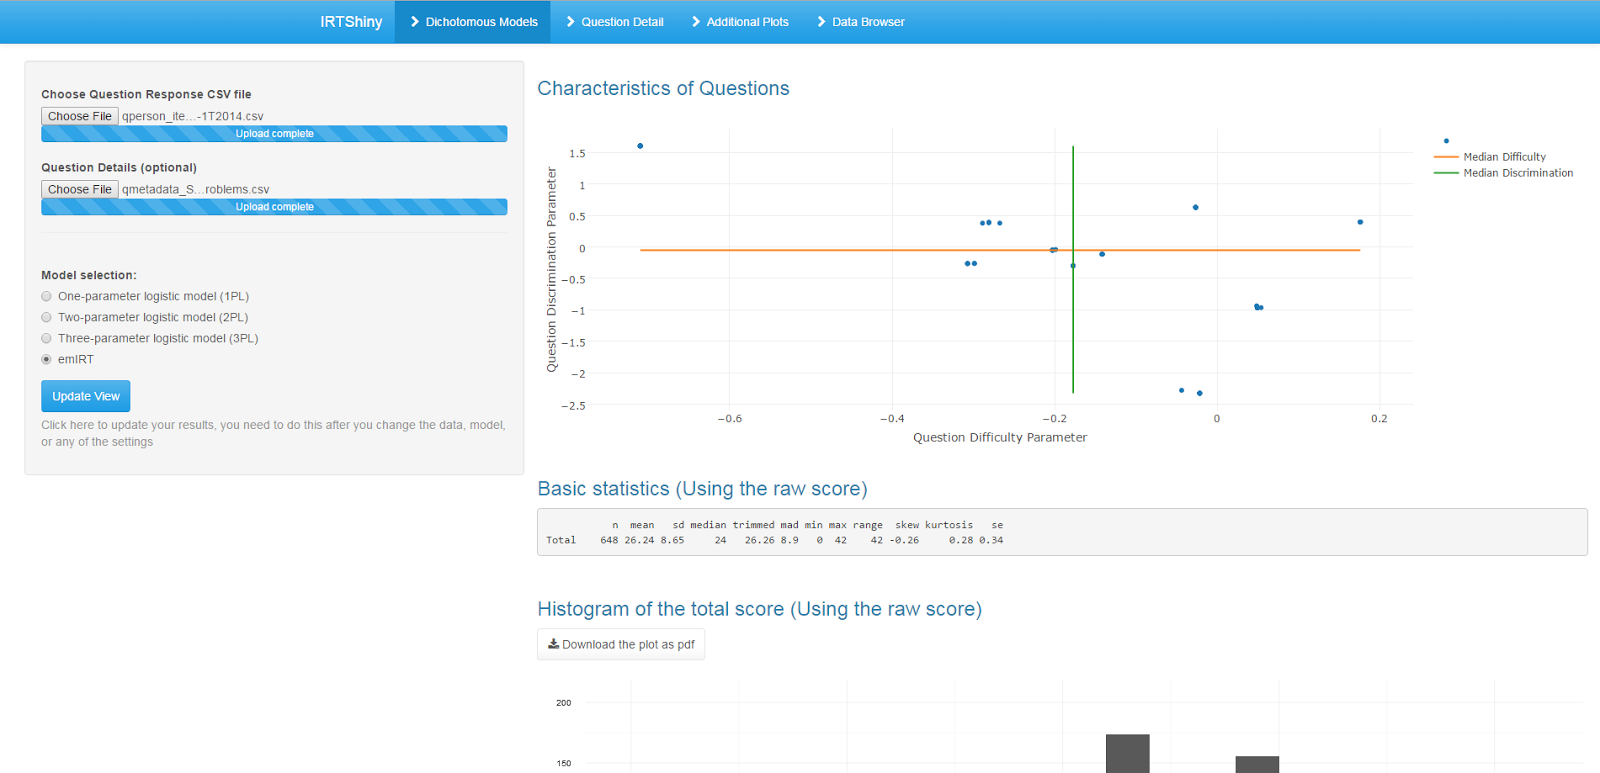 IRTShiny Dichotomous Models Question Detail Additional Plots Data Browser
Choose Question Response CSV file
Choose File qperson_ite...-1T2014.csv
Upload complete
Question Details (optional)
Choose File qmetadata_S...roblems.csv
Upload complete
Model selection:
One-parameter logistic model (1PL)
Two-parameter logistic model (2PL)
Three-parameter logistic model (3PL)
emIRT
Update View
Click here to update your results, you need to do this after you change the data, model,
or any of the settings
Characteristics of Questions
Question Discrimination Parameter
1.5
1
0.5
0
−0.5
−1
−1.5
−2
−2.5
−0.6 −0.4 −0.2 0 0.2
Question Difficulty Parameter
Median Difficulty
Median Discrimination
Basic statistics (Using the raw score)
n mean sd median trimmed mad min max range skew kurtosis se
Total 648 26.24 8.65 24 26.26 8.9 0 42 42 -0.26 0.28 0.34
Histogram of the total score (Using the raw score)
Download the plot as pdf
200
150